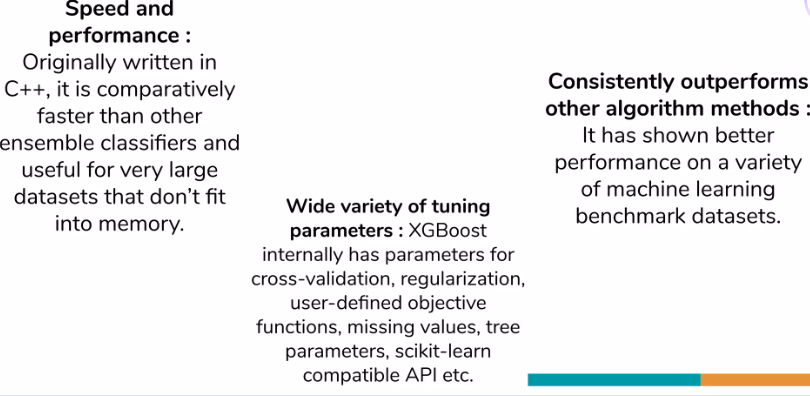 Speed and
performance :
Originally written in
C++, it is comparatively
faster than other
ensemble classifiers and
useful for very large
datasets that don't fit
into memory.
Wide variety of tuning
parameters : XGBoost
internally has parameters for
cross-validation, regularization,
user-defined objective
functions, missing values, tree
parameters, scikit-learn
compatible API etc.
Consistently outperforms
other algorithm methods :
It has shown better
performance on a variety
of machine learning
benchmark datasets.